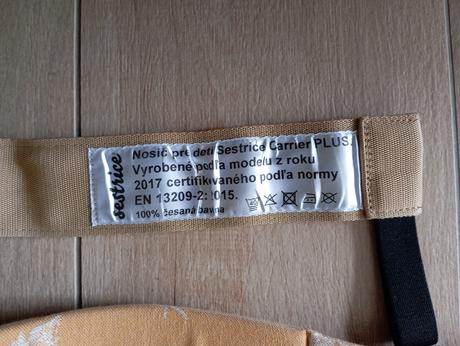 sestrice
Nosič pre deti Sestrice Carrier PLUS.
Vyrobené podľa modelu z roku
2017 certifikovaného podľa normy
EN 13209-2:2015.
100% česaná bavlna